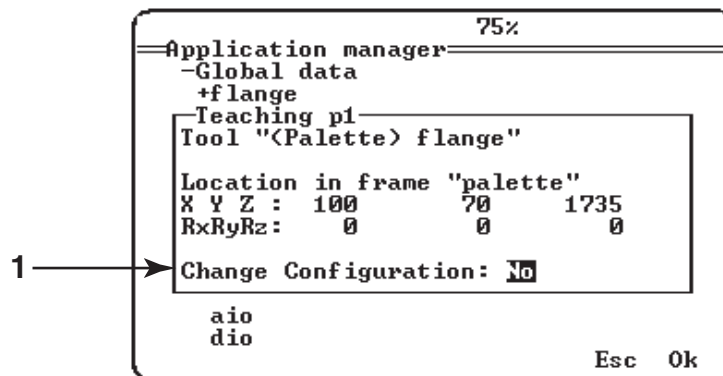 75%
Application manager
-Global data
+flange
Teaching p1
Tool "(Palette) flange"
Location in frame "palette"
X Y Z : 100 70 1735
RxRyRz: 0 0 0
1
Change Configuration: No
aio
dio
Esc Ok